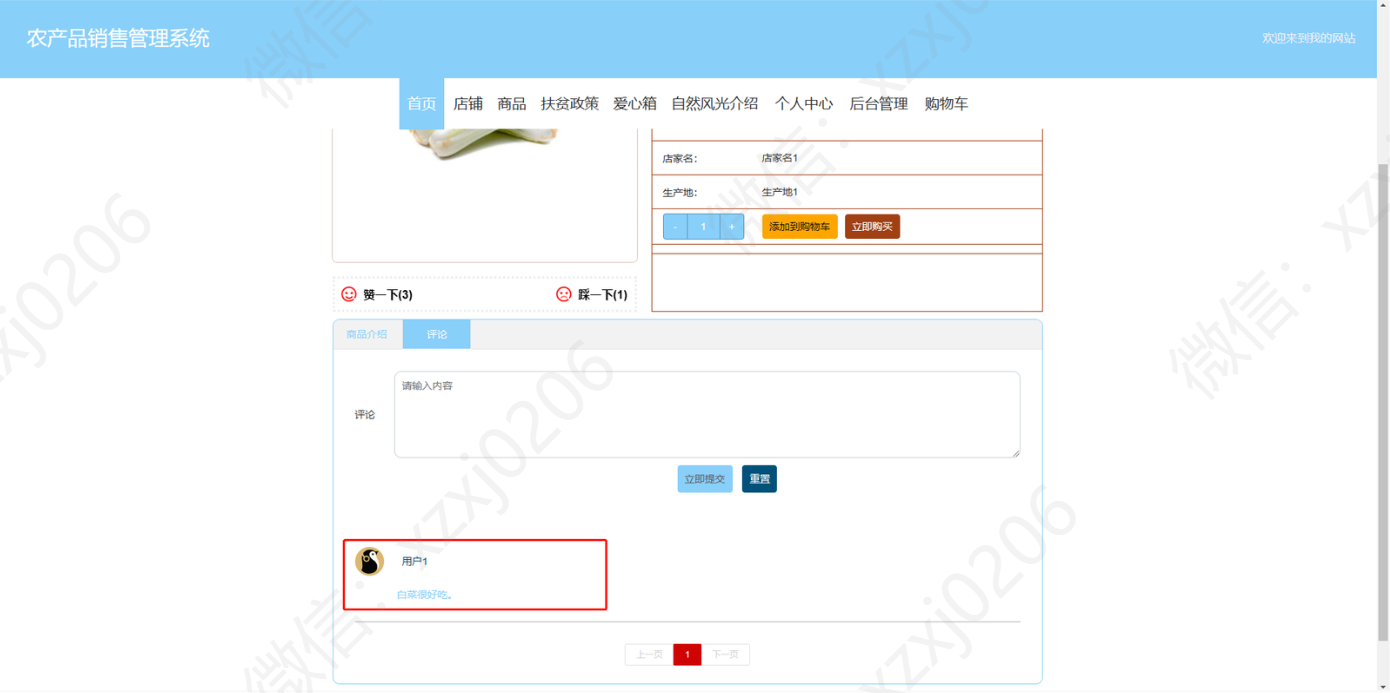 农产品销售管理系统
欢迎来到我的网站
首页 店铺 商品 扶贫政策 爱心箱 自然风光介绍 个人中心 后台管理 购物车
店家名: 店家名1
生产地: 生产地1
- 1 + 添加到购物车 立即购买
赞一下(3) 踩一下(1)
商品介绍 评论
评论 请输入内容
立即提交 重置
用户1
白菜很好吃。
上一页 1 下一页
微信: xzxj0206